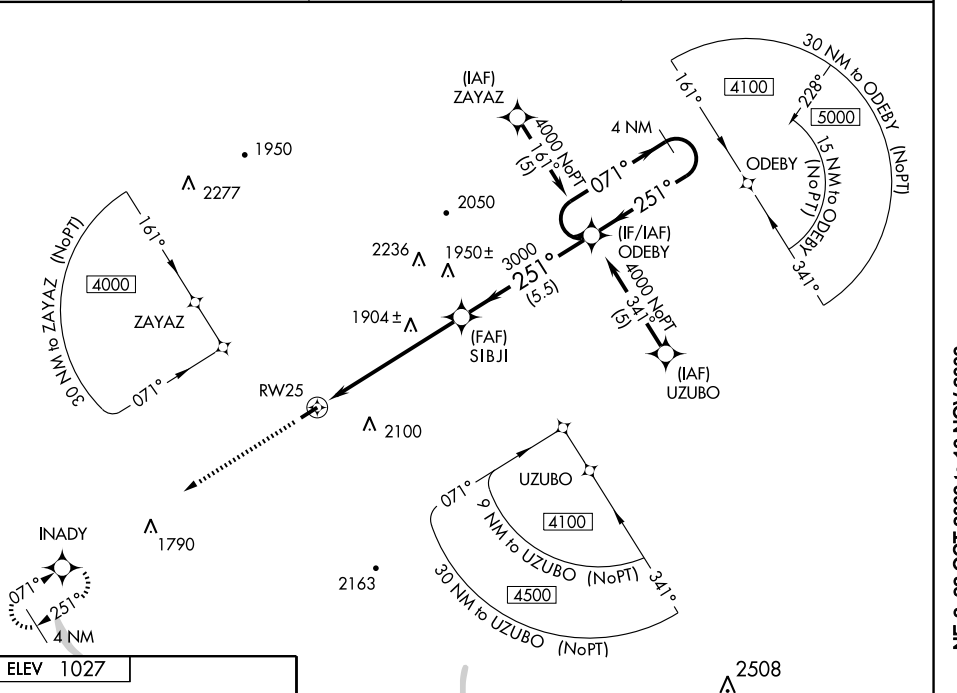 (IAF)
ZAYAZ
4000 NoPT
161°
(5)
4 NM
071°
251°
(IF/IAF)
ODEBY
161°
4100
228°
5000
30 NM to ODEBY (NoPT)
15 NM to ODEBY
(NoPT)
ODEBY
341°
1950
2277
2050
2236
1950±
3000
251°
(5.5)
4000 NoPT
341°
(5)
(IAF)
UZUBO
161°
4000
30 NM to ZAYAZ (NoPT)
ZAYAZ
071°
1904±
(FAF)
SIBJI
RW25
2100
INADY
1790
071°
251°
4 NM
2163
UZUBO
071°
4100
9 NM to UZUBO (NoPT)
4500
30 NM to UZUBO (NoPT)
341°
2508
ELEV 1027